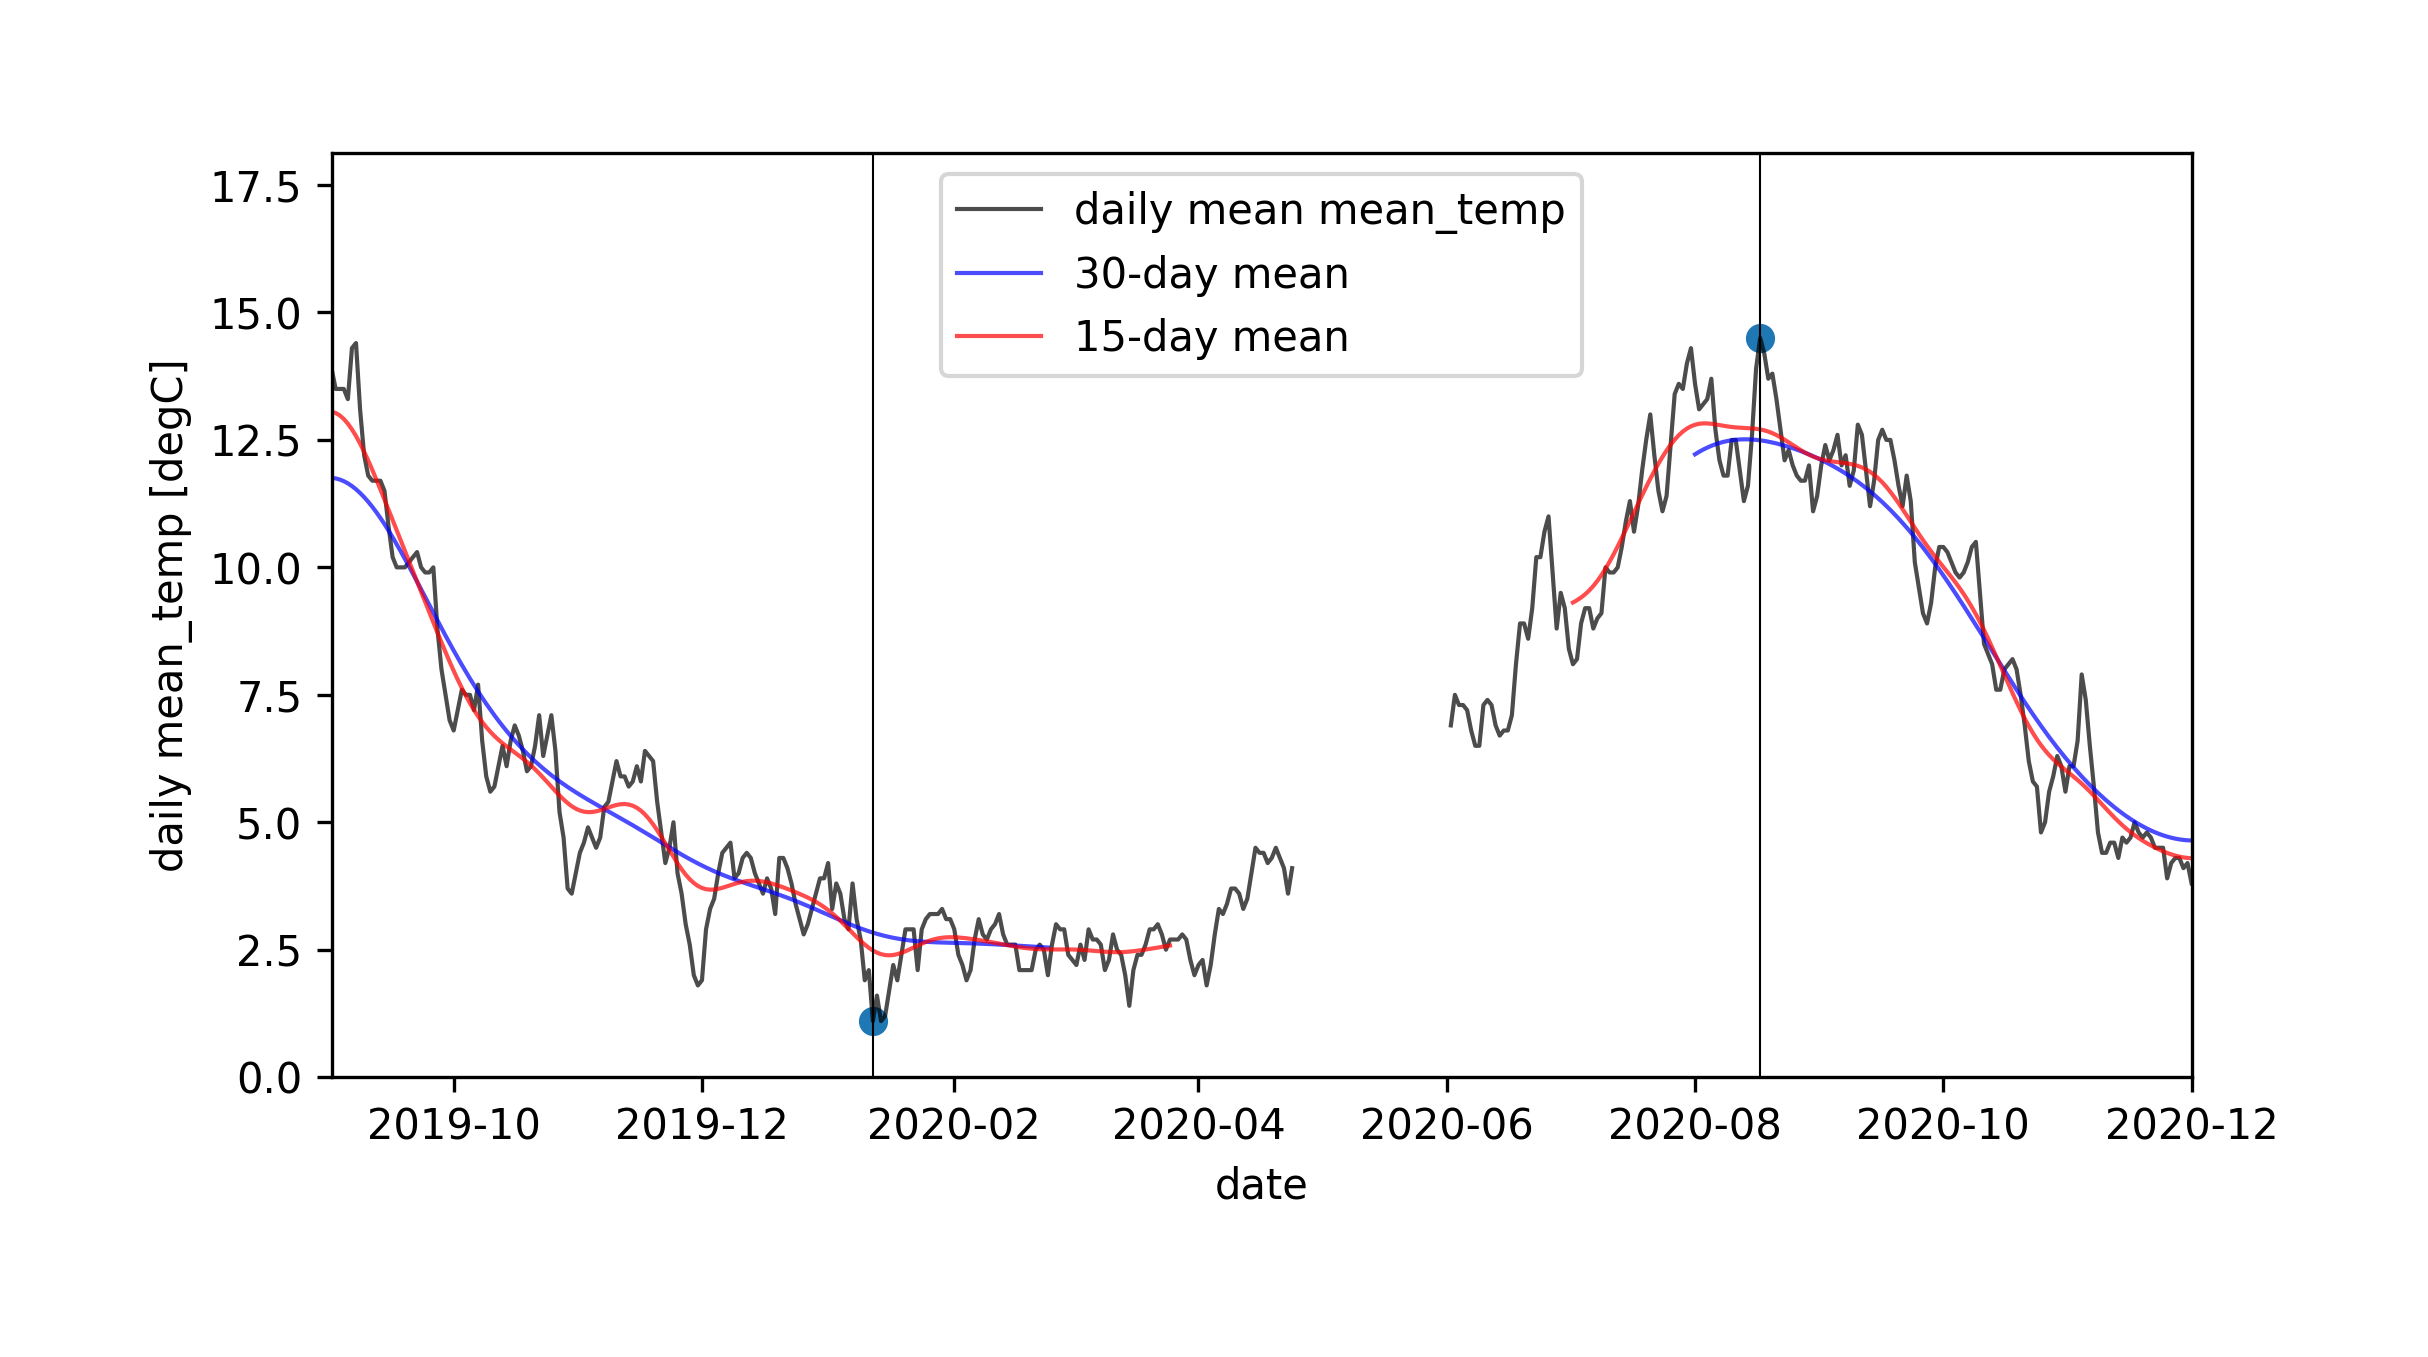 17.5
15.0
12.5
10.0
7.5
5.0
2.5
0.0
daily mean_temp [degC]
daily mean mean_temp
30-day mean
15-day mean
2019-10 2019-12 2020-02 2020-04 2020-06 2020-08 2020-10 2020-12
date